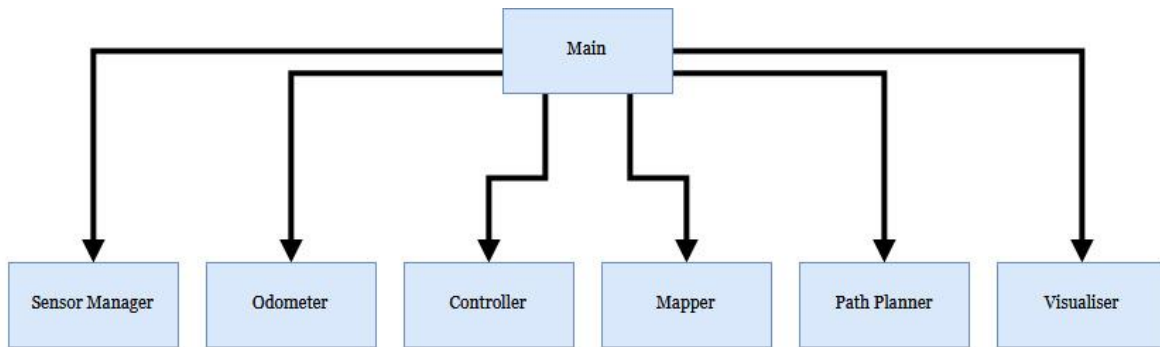 Main
Sensor Manager
Odometer
Controller
Mapper
Path Planner
Visualiser